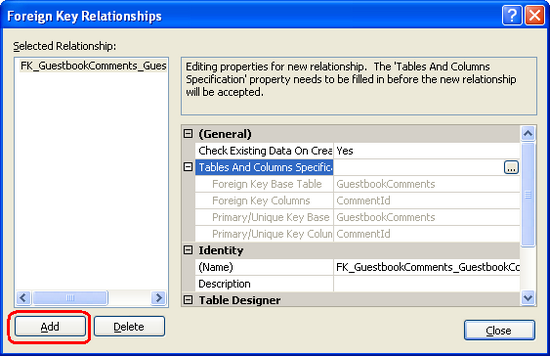 Foreign Key Relationships
Selected Relationship:
FK_GuestbookComments_Gues
Editing properties for new relationship. The 'Tables And Columns
Specification' property needs to be filled in before the new relationship
will be accepted.
(General)
Check Existing Data On Crea Yes
Tables And Columns Specific ...
Foreign Key Base Table GuestbookComments
Foreign Key Columns CommentId
Primary/Unique Key Base GuestbookComments
Primary/Unique Key Colun CommentId
Identity
(Name) FK_GuestbookComments_GuestbookCo
Description
Table Designer
Add Delete Close